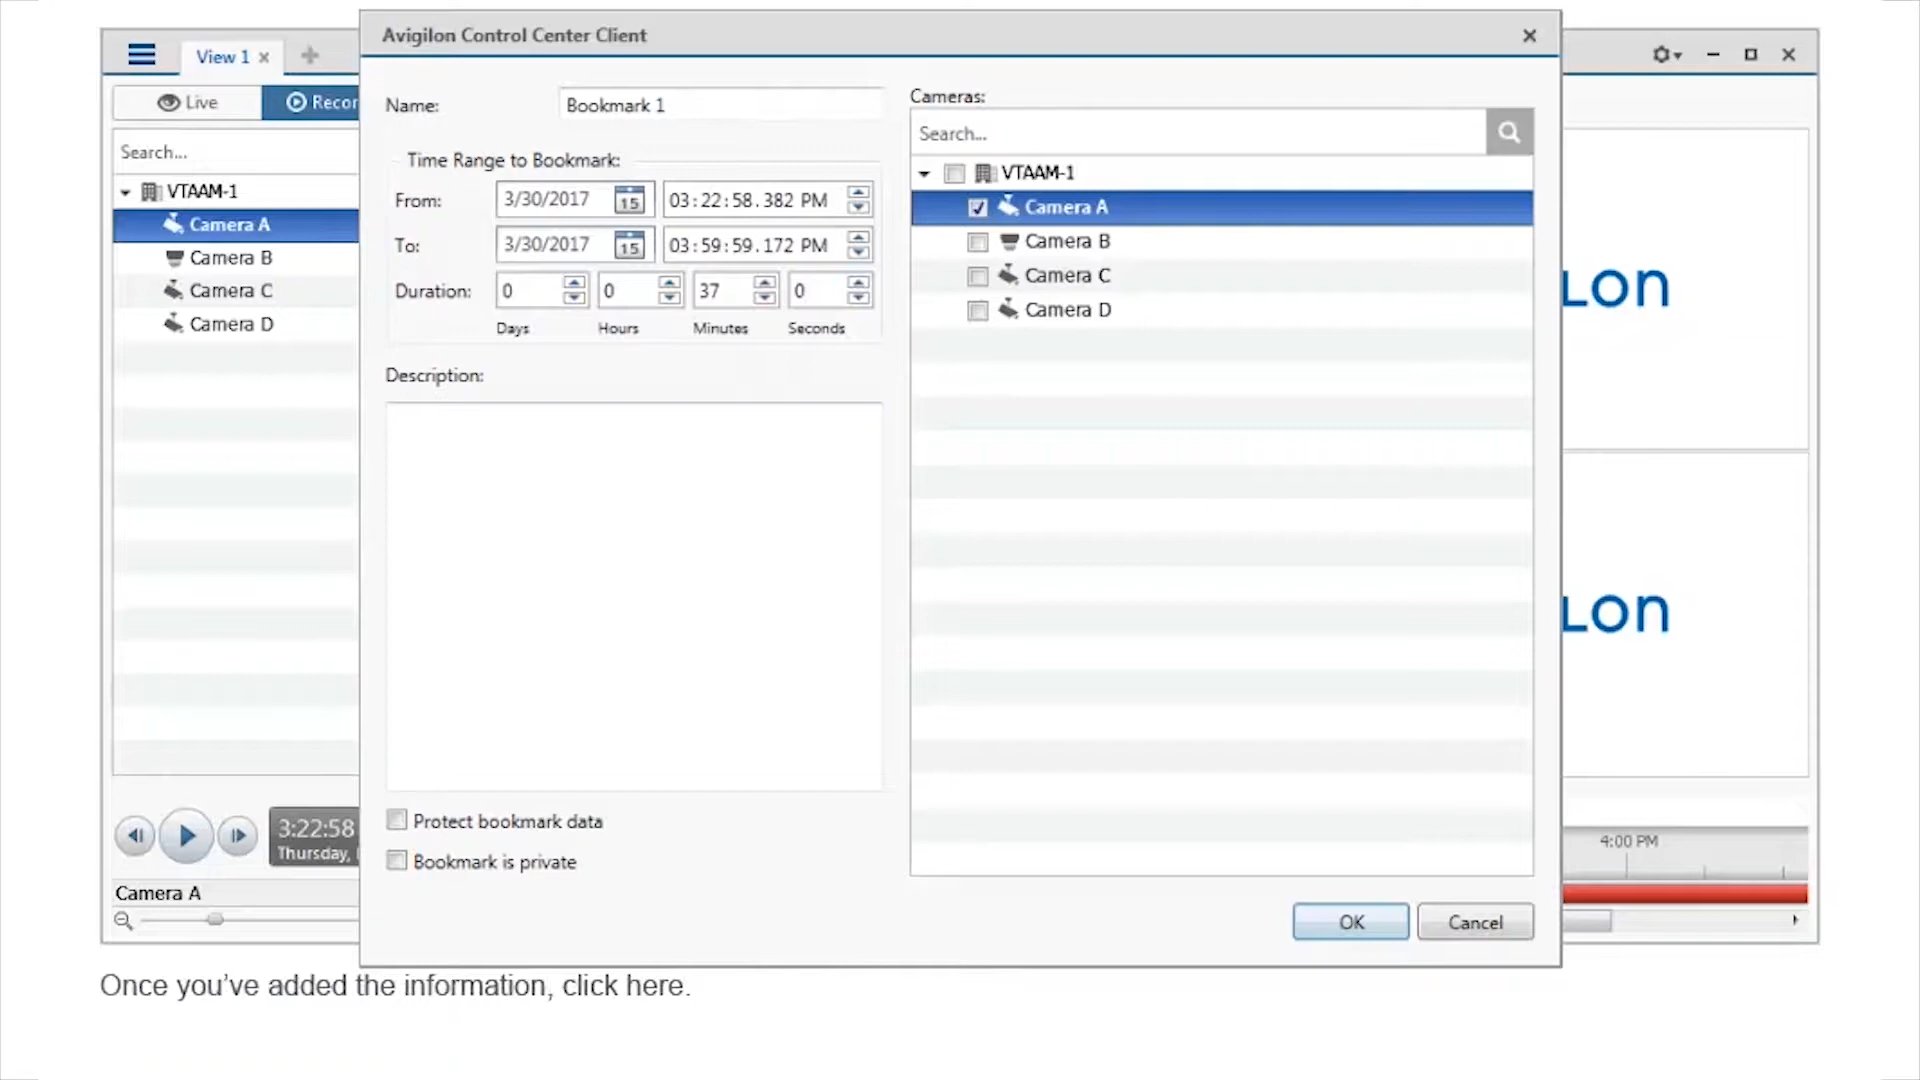 Avigilon Control Center Client
View 1
Live
Recor
Search...
VTAAM-1
Camera A
Camera B
Camera C
Camera D
Name:
Bookmark 1
Time Range to Bookmark:
From:
3/30/2017
15
03:22:58.382 PM
To:
3/30/2017
15
03:59:59.172 PM
Duration:
0
0
37
0
Days
Hours
Minutes
Seconds
Description:
Protect bookmark data
Bookmark is private
Cameras:
Search...
VTAAM-1
Camera A
Camera B
Camera C
Camera D
OK
Cancel
LON
LON
3:22:58
Thursday,
4:00 PM
Camera A
Once you’ve added the information, click here.